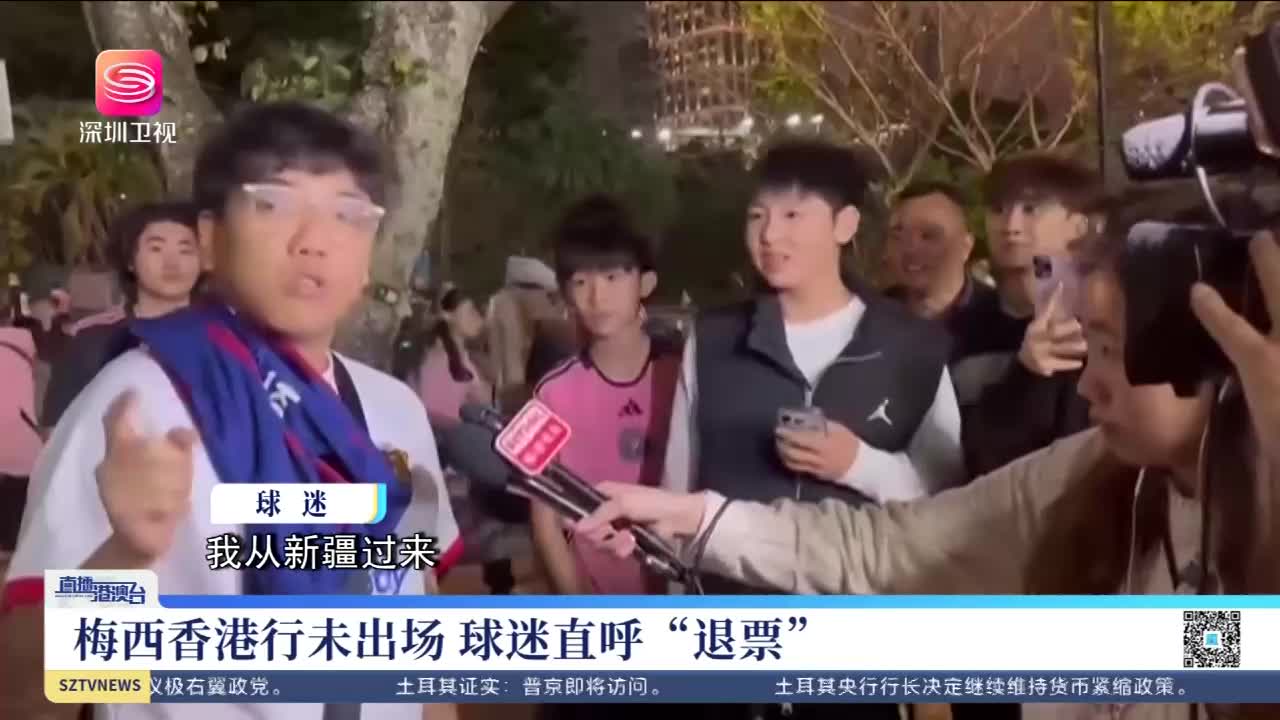 深圳卫视
球迷
我从新疆过来
直播港澳台
梅西香港行未出场 球迷直呼“退票”
SZTVNEWS
义极右翼政党。 土耳其证实：普京即将访问。 土耳其央行行长决定继续维持货币紧缩政策。